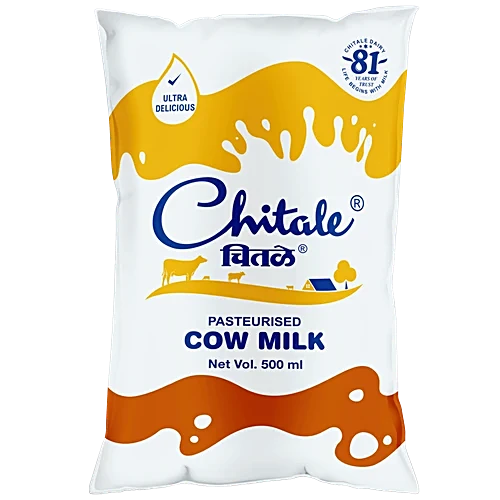 ULTRA
DELICIOUS
CHITALE DAIRY
81
YEARS OF
TRUST
LIFE BEGINS WITH MILK
Chitale®
चितळे®
PASTEURISED
COW MILK
Net Vol. 500 ml